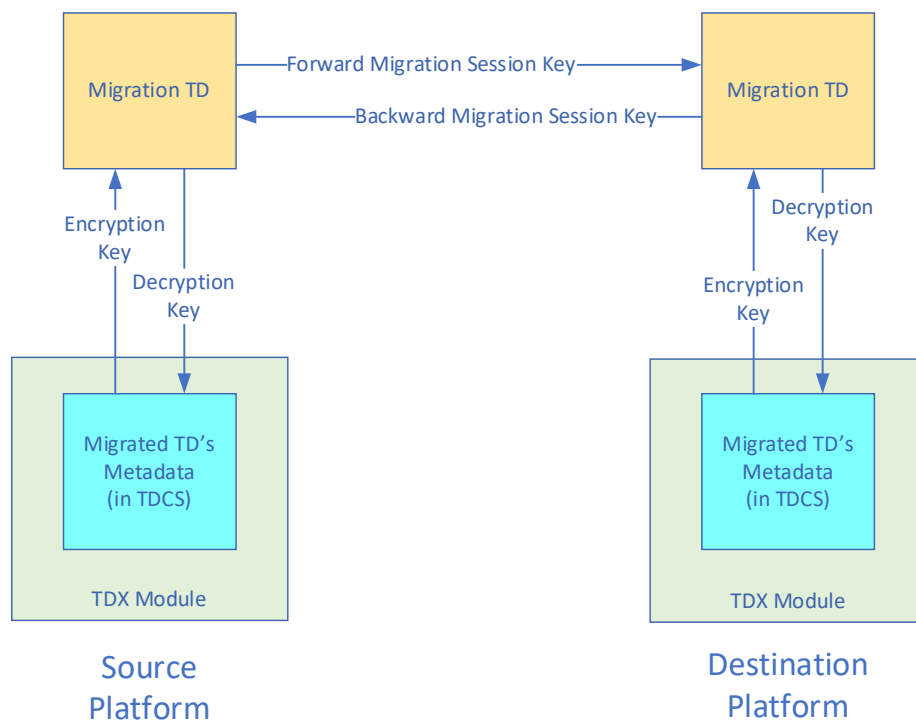 Migration TD
Forward Migration Session Key
Backward Migration Session Key
Migration TD
Encryption
Key
Decryption
Key
Decryption
Key
Encryption
Key
Migrated TD’s
Metadata
(in TDCS)
TDX Module
Migrated TD’s
Metadata
(in TDCS)
TDX Module
Source
Platform
Destination
Platform